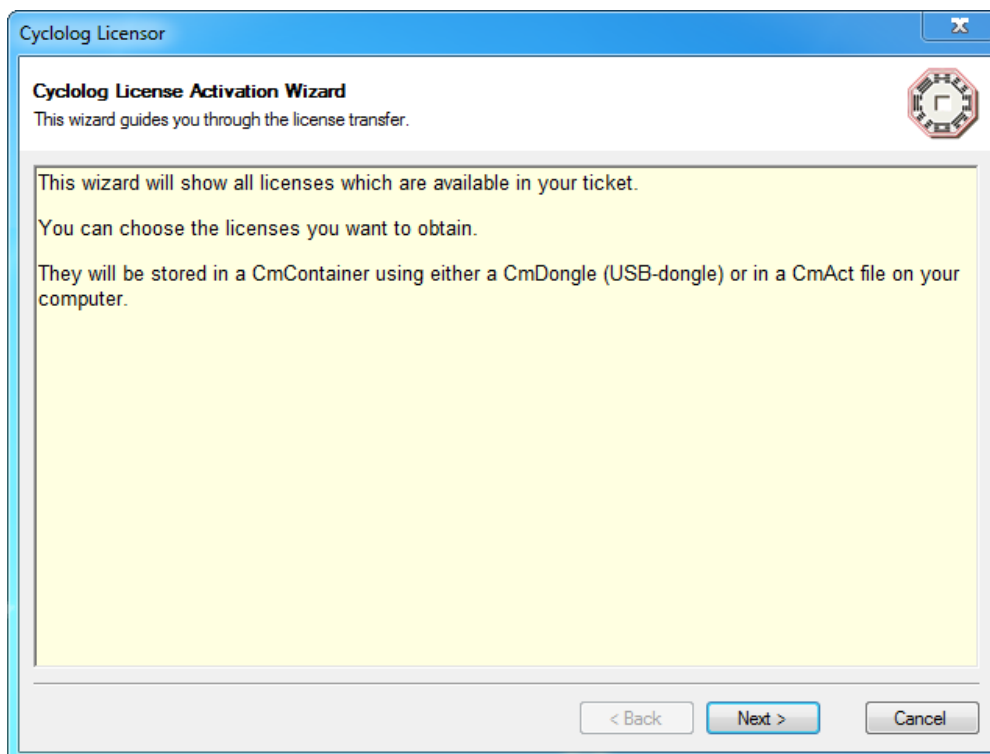 Cyclolog Licensor
Cyclolog License Activation Wizard
This wizard guides you through the license transfer.
This wizard will show all licenses which are available in your ticket.
You can choose the licenses you want to obtain.
They will be stored in a CmContainer using either a CmDongle (USB-dongle) or in a CmAct file on your
computer.
< Back
Next >
Cancel